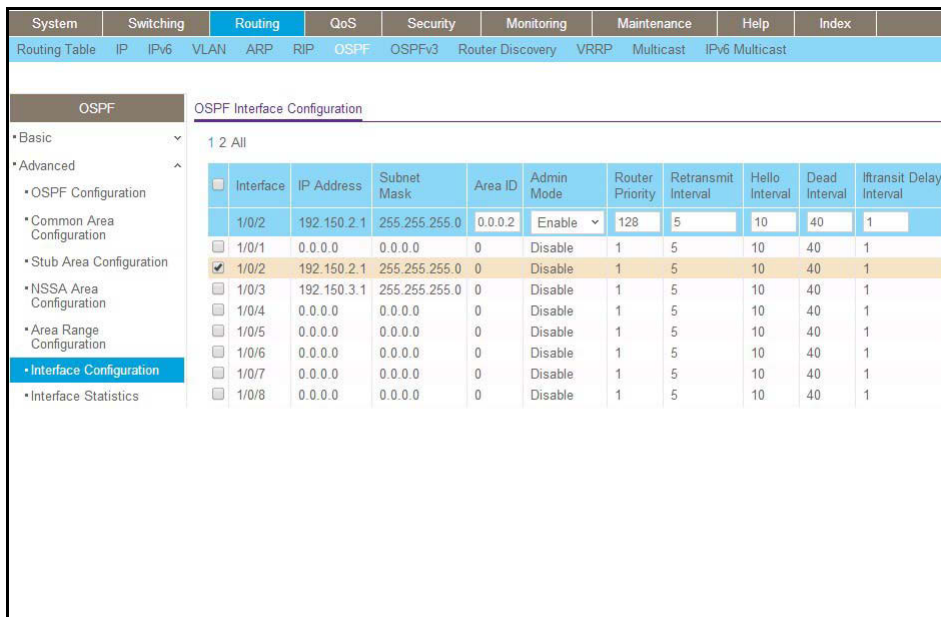 System Switching Routing QoS Security Monitoring Maintenance Help Index
Routing Table IP IPv6 VLAN ARP RIP OSPF OSPFv3 Router Discovery VRRP Multicast IPv6 Multicast
OSPF
Basic
Advanced
OSPF Configuration
Common Area
Configuration
Stub Area Configuration
NSSA Area
Configuration
Area Range
Configuration
Interface Configuration
Interface Statistics
OSPF Interface Configuration
1 2 All
Interface IP Address Subnet Mask Area ID Admin Mode Router Priority Retransmit Interval Hello Interval Dead Interval Iftransit Delay Interval
1/0/2 192.150.2.1 255.255.255.0 0.0.0.2 Enable 128 5 10 40 1
1/0/1 0.0.0.0 0.0.0.0 0 Disable 1 5 10 40 1
1/0/2 192.150.2.1 255.255.255.0 0 Disable 1 5 10 40 1
1/0/3 192.150.3.1 255.255.255.0 0 Disable 1 5 10 40 1
1/0/4 0.0.0.0 0.0.0.0 0 Disable 1 5 10 40 1
1/0/5 0.0.0.0 0.0.0.0 0 Disable 1 5 10 40 1
1/0/6 0.0.0.0 0.0.0.0 0 Disable 1 5 10 40 1
1/0/7 0.0.0.0 0.0.0.0 0 Disable 1 5 10 40 1
1/0/8 0.0.0.0 0.0.0.0 0 Disable 1 5 10 40 1